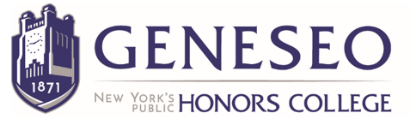 GENESEO
NEW YORK'S PUBLIC HONORS COLLEGE
1871